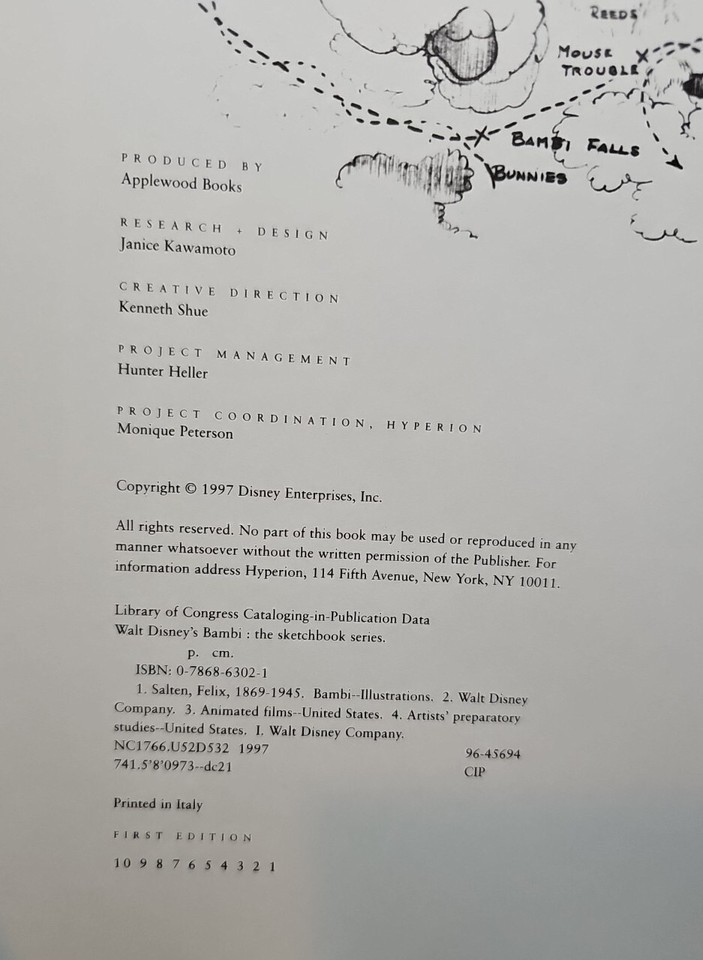 REEDS
MOUSE
TROUBLE
BAMBI FALLS
BUNNIES
PRODUCED BY
Applewood Books
RESEARCH + DESIGN
Janice Kawamoto
CREATIVE DIRECTION
Kenneth Shue
PROJECT MANAGEMENT
Hunter Heller
PROJECT COORDINATION, HYPERION
Monique Peterson
Copyright © 1997 Disney Enterprises, Inc.
All rights reserved. No part of this book may be used or reproduced in any
manner whatsoever without the written permission of the Publisher. For
information address Hyperion, 114 Fifth Avenue, New York, NY 10011.
Library of Congress Cataloging-in-Publication Data
Walt Disney's Bambi : the sketchbook series.
p. cm.
ISBN: 0-7868-6302-1
1. Salten, Felix, 1869-1945. Bambi--Illustrations. 2. Walt Disney
Company. 3. Animated films--United States. 4. Artists' preparatory
studies--United States. I. Walt Disney Company.
NC1766.U52D532 1997 96-45694
741.5'8'0973--dc21 CIP
Printed in Italy
FIRST EDITION
10 9 8 7 6 5 4 3 2 1